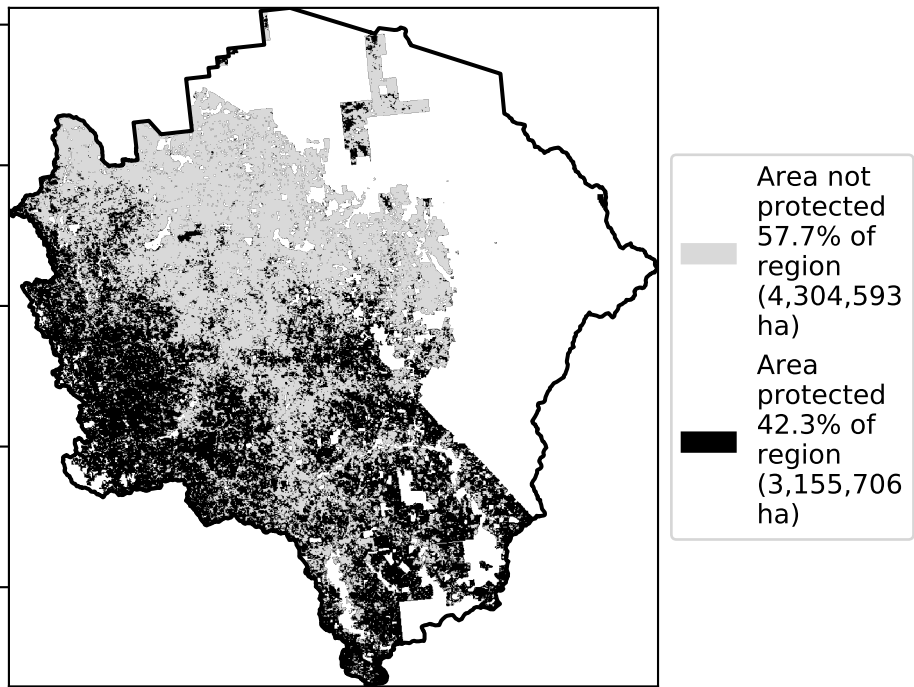 Area not
protected
57.7% of
region
(4,304,593
ha)
Area
protected
42.3% of
region
(3,155,706
ha)